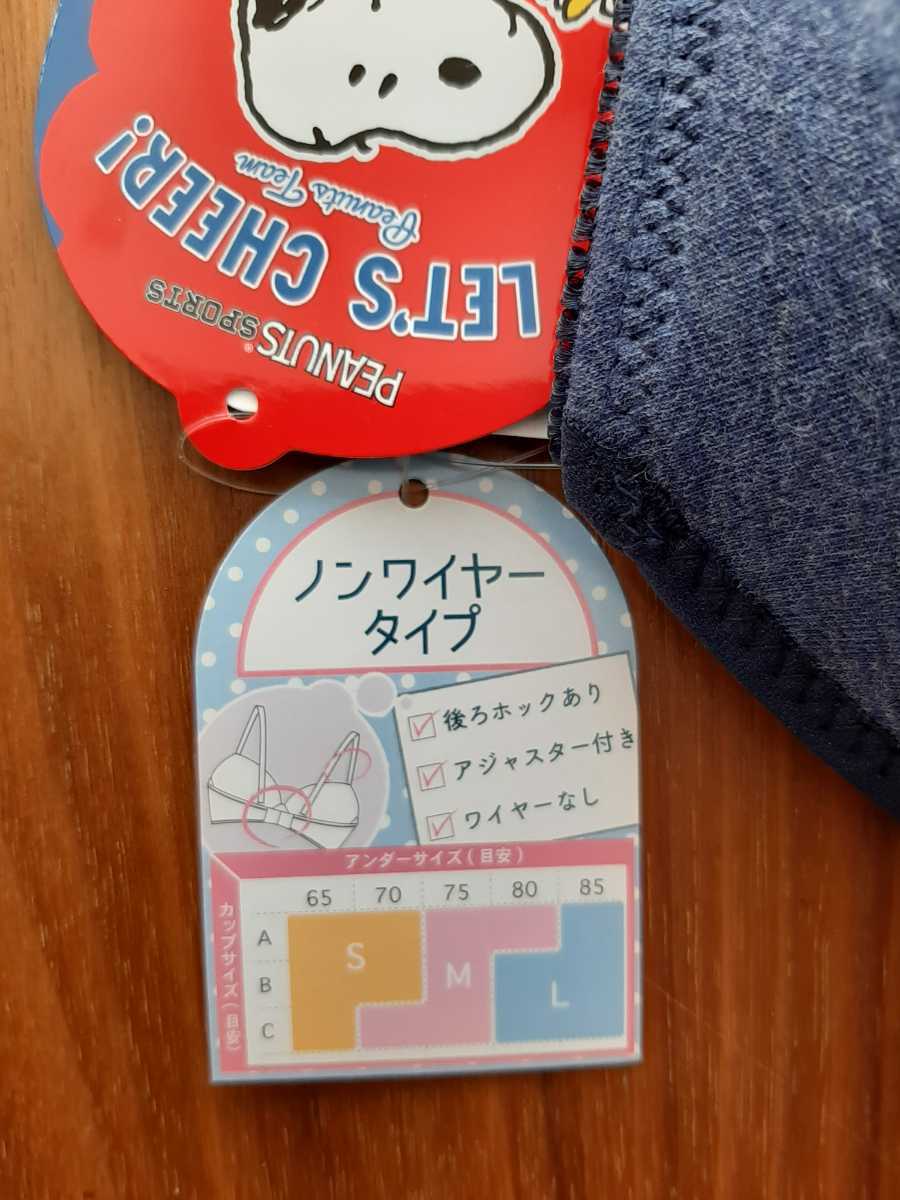 LET'S CHEER!
Peanuts Team
PEANUTS SPORTS®
ノンワイヤー
タイプ
後ろホックあり
アジャスター付き
ワイヤーなし
アンダーサイズ(目安)
65 70 75 80 85
カップサイズ(目安)
A
B
C
S
M
L